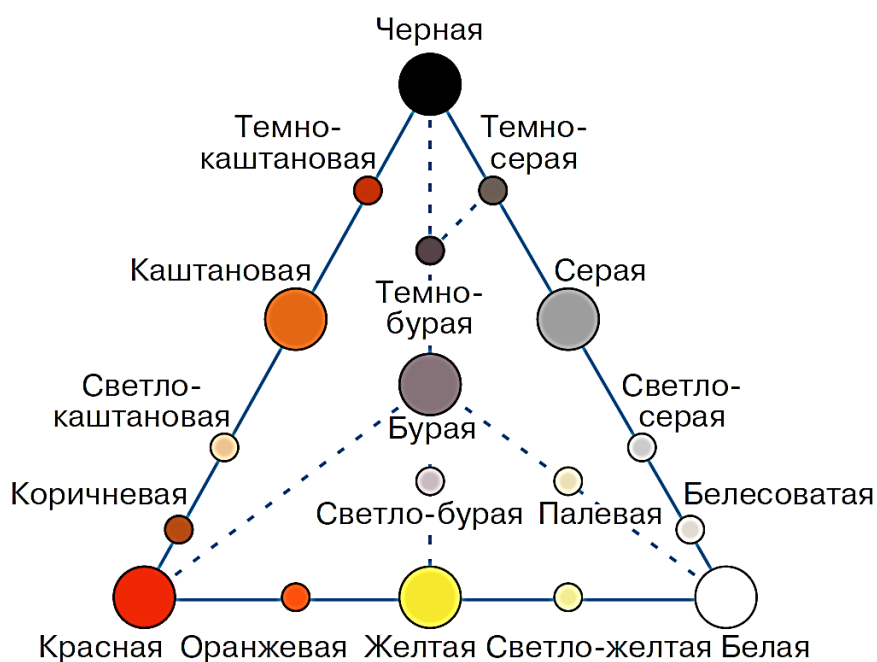 Черная
Темно-
каштановая
Темно-
серая
Каштановая
Серая
Темно-
бурая
Светло-
каштановая
Светло-
серая
Бурая
Коричневая
Белесоватая
Светло-бурая
Палевая
Красная
Оранжевая
Желтая
Светло-желтая
Белая